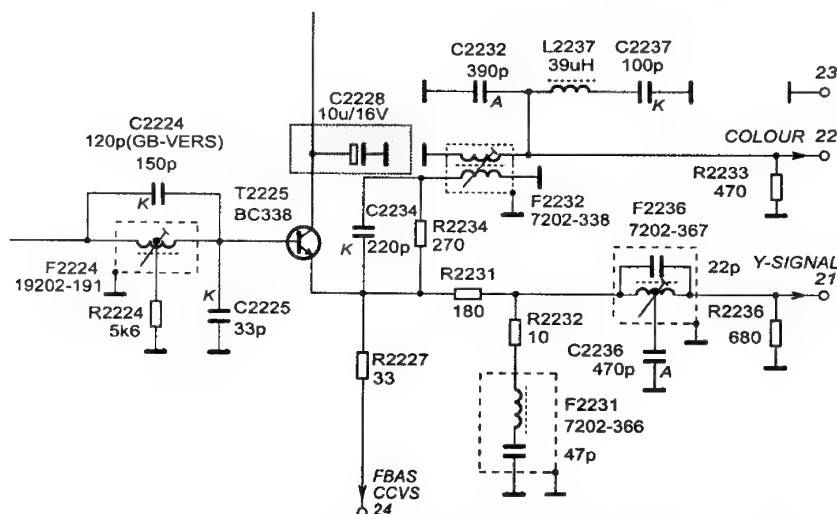 C2232
390p
A
L2237
39uH
C2237
100p
K
23
C2228
10u/16V
C2224
120p(GB-VERS)
150p
K
COLOUR 22
T2225
BC338
R2233
470
F2232
7202-338
C2234
K
220p
R2234
270
F2236
7202-367
22p
Y-SIGNAL
21
F2224
19202-191
R2224
5k6
K
C2225
33p
R2231
180
R2232
10
R2236
680
C2236
470p
A
R2227
33
F2231
7202-366
47p
FBAS
CCVS
24